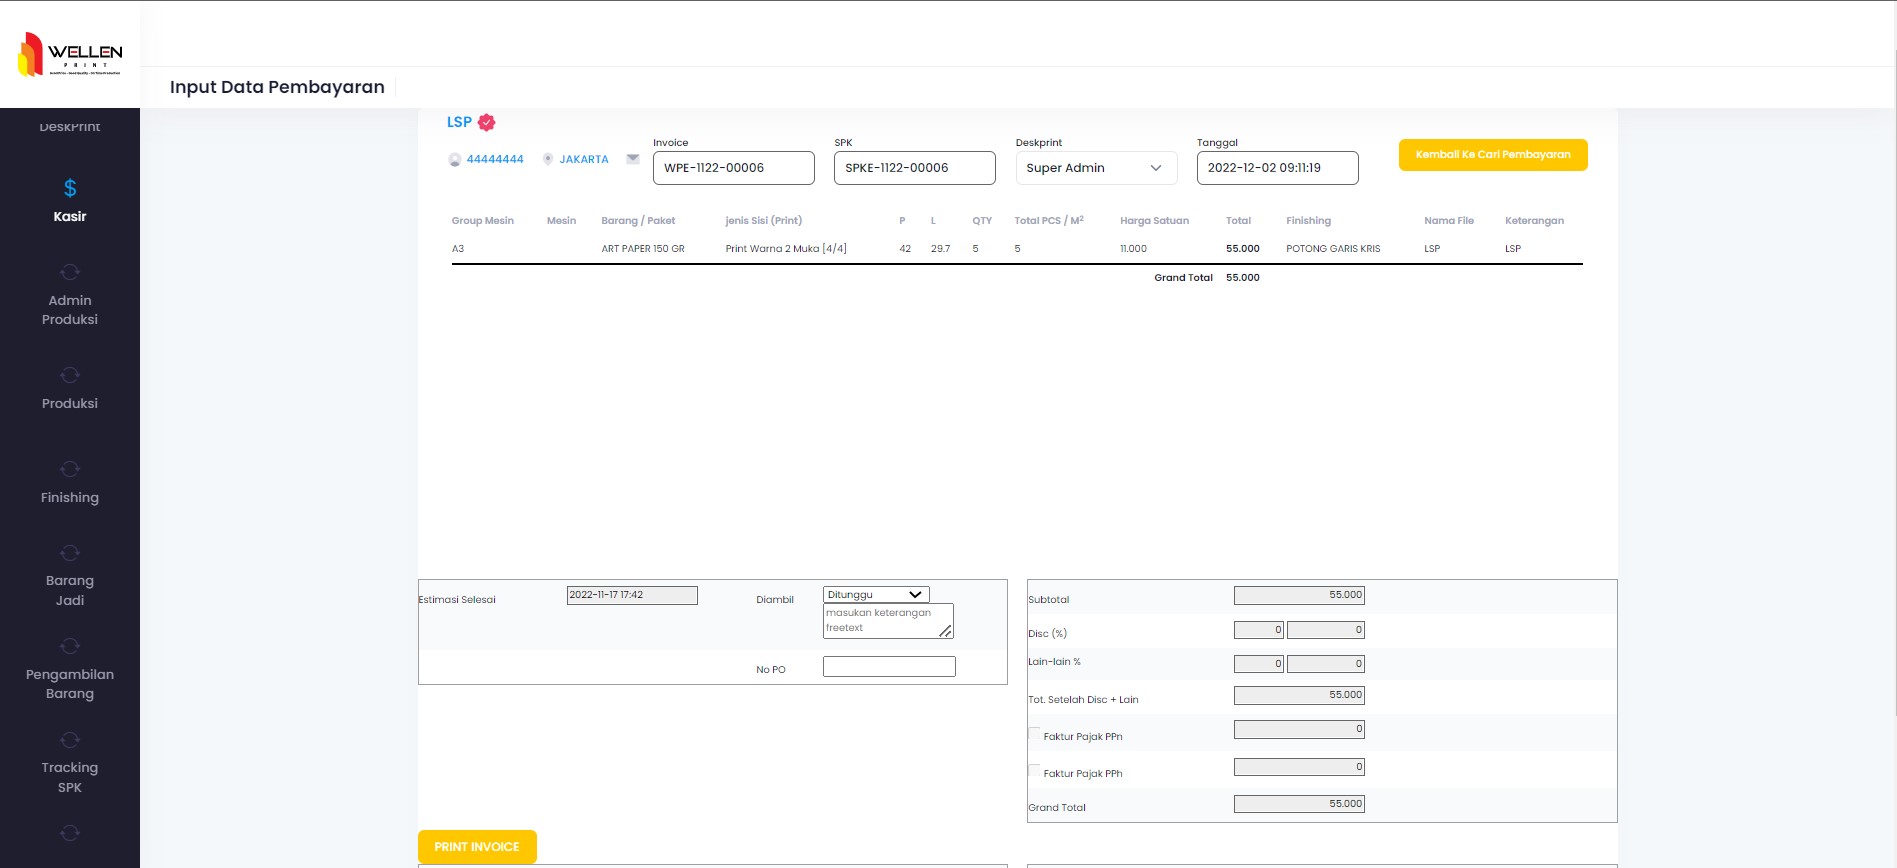 WELLEN
PRINT
Input Data Pembayaran
DeskPrint
Kasir
Admin
Produksi
Produksi
Finishing
Barang
Jadi
Pengambilan
Barang
Tracking
SPK
LSP
44444444 JAKARTA
Invoice SPK Deskprint Tanggal
WPE-1122-00006 SPKE-1122-00006 Super Admin 2022-12-02 09:11:19
Kembali Ke Cari Pembayaran
Group Mesin Mesin Barang / Paket jenis Sisi (Print) P L QTY Total PCS / M² Harga Satuan Total Finishing Nama File Keterangan
A3 ART PAPER 150 GR Print Warna 2 Muka [4/4] 42 29.7 5 5 11.000 55.000 POTONG GARIS KRIS LSP LSP
Grand Total 55.000
Estimasi Selesai 2022-11-17 17:42 Diambil Ditunggu
masukan keterangan
freetext
No PO
Subtotal 55.000
Disc (%) 0 0
Lain-lain % 0 0
Tot. Setelah Disc + Lain 55.000
Faktur Pajak PPn 0
Faktur Pajak PPh 0
Grand Total 55.000
PRINT INVOICE